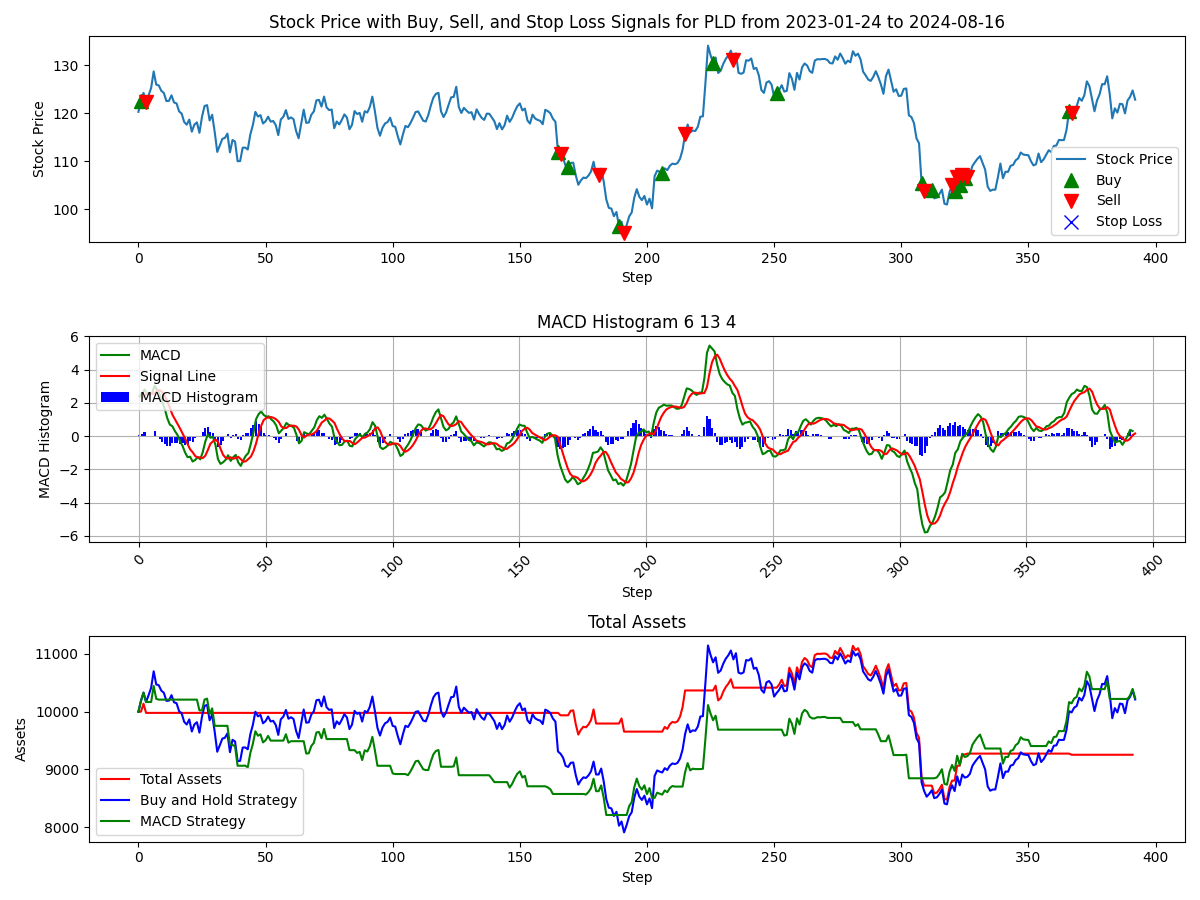 Stock Price with Buy, Sell, and Stop Loss Signals for PLD from 2023-01-24 to 2024-08-16
Stock Price
130
120
110
100
Stock Price
Buy
Sell
Stop Loss
0 50 100 150 200 250 300 350 400
Step
MACD Histogram 6 13 4
MACD Histogram
6
4
2
0
−2
−4
−6
MACD
Signal Line
MACD Histogram
0 50 100 150 200 250 300 350 400
Step
Total Assets
Assets
11000
10000
9000
8000
Total Assets
Buy and Hold Strategy
MACD Strategy
0 50 100 150 200 250 300 350 400
Step